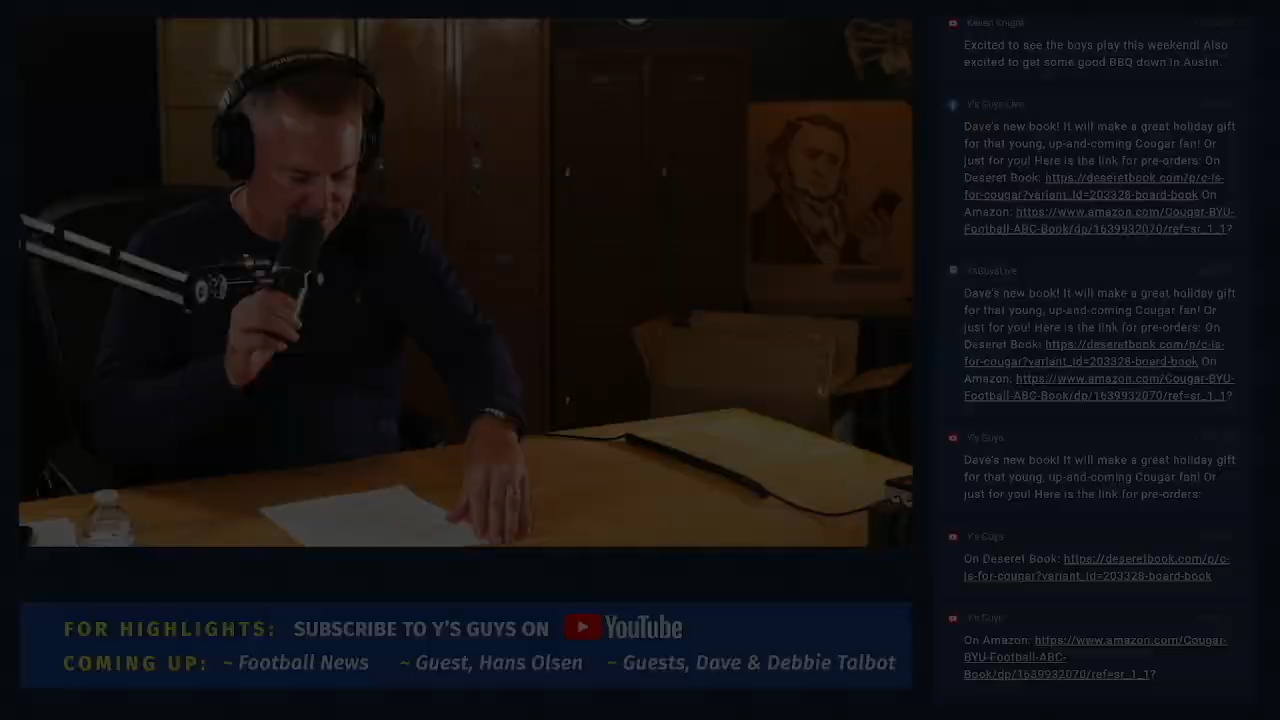 Excited to see the boys play this weekend! Also
excited to get some good BBQ down in Austin.
Y's Guys Live
Dave's new book! It will make a great holiday gift
for that young, up-and-coming Cougar fan! Or
just for you! Here is the link for pre-orders: On
Deseret Book: https://deseretbook.com/p/c-is-
for-cougar?variant_id=203328-board-book On
Amazon: https://www.amazon.com/Cougar-BYU-
Football-ABC-Book/dp/1639932070/ref=sr_1_1?
YsGuysLive
Dave's new book! It will make a great holiday gift
for that young, up-and-coming Cougar fan! Or
just for you! Here is the link for pre-orders: On
Deseret Book: https://deseretbook.com/p/c-is-
for-cougar?variant_id=203328-board-book On
Amazon: https://www.amazon.com/Cougar-BYU-
Football-ABC-Book/dp/1639932070/ref=sr_1_1?
Y's Guys
Dave's new book! It will make a great holiday gift
for that young, up-and-coming Cougar fan! Or
just for you! Here is the link for pre-orders:
Y's Guys
On Deseret Book: https://deseretbook.com/p/c-
is-for-cougar?variant_id=203328-board-book
Y's Guys
On Amazon: https://www.amazon.com/Cougar-
BYU-Football-ABC-
Book/dp/1639932070/ref=sr_1_1?
FOR HIGHLIGHTS: SUBSCRIBE TO Y'S GUYS ON YouTube
COMING UP: ~ Football News ~ Guest, Hans Olsen ~ Guests, Dave & Debbie Talbot